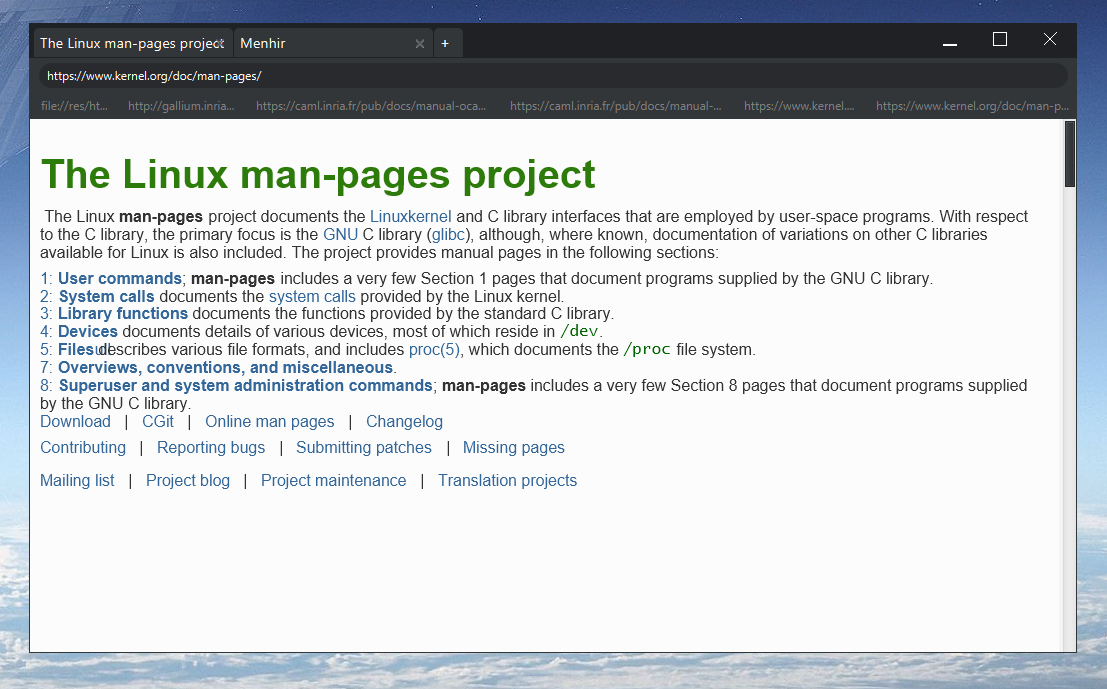 The Linux man-pages project
Menhir
+
https://www.kernel.org/doc/man-pages/
file://res/ht... http://gallium.inria... https://caml.inria.fr/pub/docs/manual-oca... https://caml.inria.fr/pub/docs/manual-... https://www.kernel.... https://www.kernel.org/doc/man-p...
The Linux man-pages project
The Linux man-pages project documents the Linuxkernel and C library interfaces that are employed by user-space programs. With respect
to the C library, the primary focus is the GNU C library (glibc), although, where known, documentation of variations on other C libraries
available for Linux is also included. The project provides manual pages in the following sections:
1: User commands; man-pages includes a very few Section 1 pages that document programs supplied by the GNU C library.
2: System calls documents the system calls provided by the Linux kernel.
3: Library functions documents the functions provided by the standard C library.
4: Devices documents details of various devices, most of which reside in /dev.
5: Files describes various file formats, and includes proc(5), which documents the /proc file system.
7: Overviews, conventions, and miscellaneous.
8: Superuser and system administration commands; man-pages includes a very few Section 8 pages that document programs supplied
by the GNU C library.
Download | CGit | Online man pages | Changelog
Contributing | Reporting bugs | Submitting patches | Missing pages
Mailing list | Project blog | Project maintenance | Translation projects